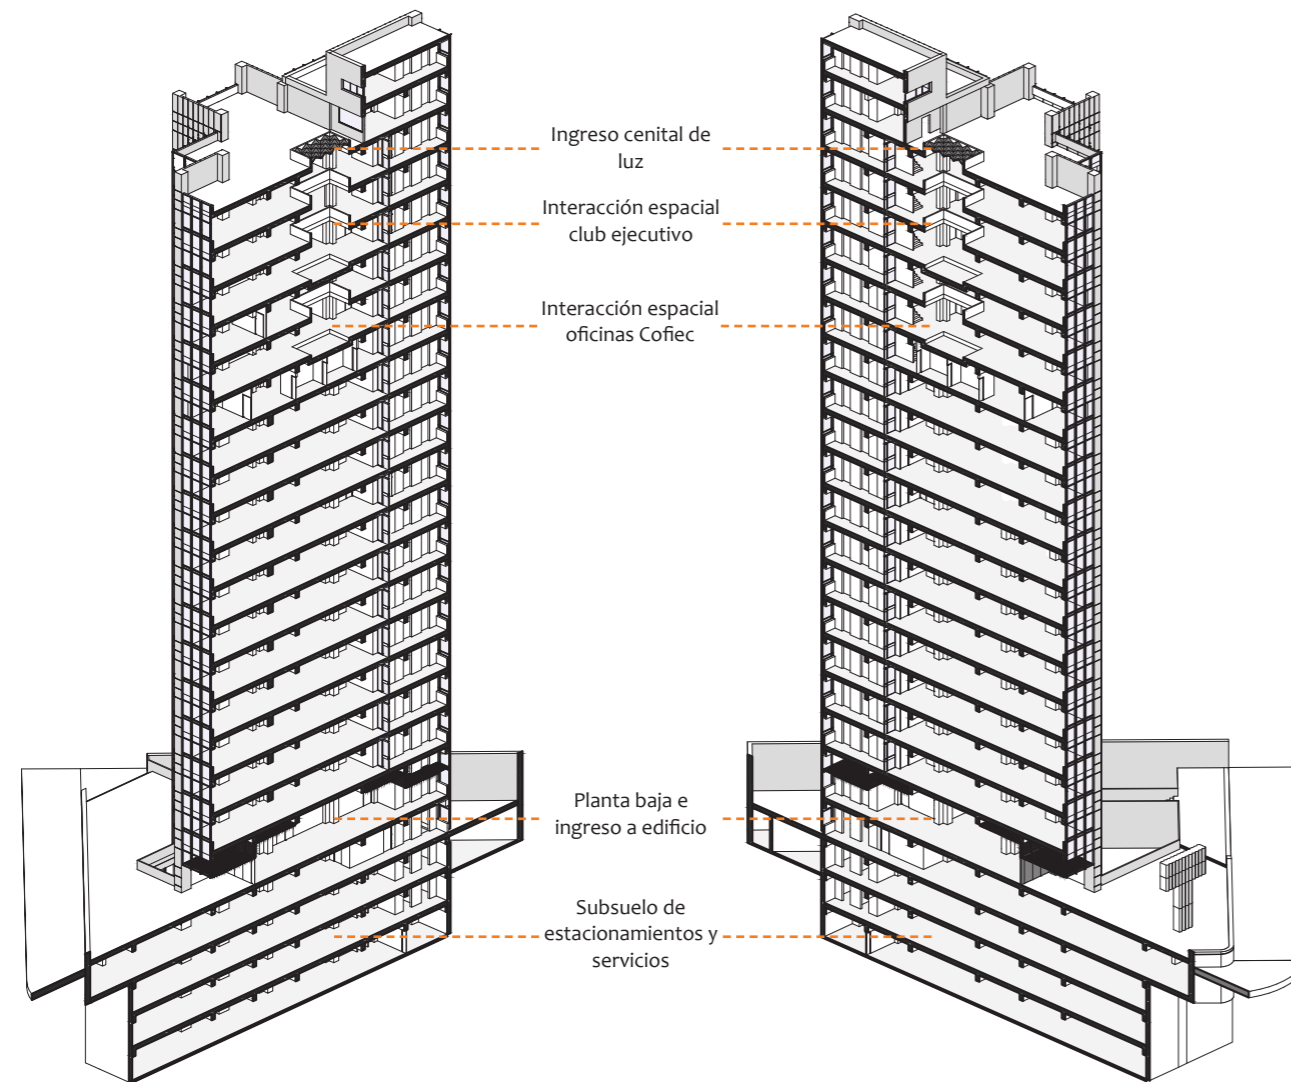 Ingreso cenital de
luz
Interacción espacial
club ejecutivo
Interacción espacial
oficinas Cofiec
Planta baja e
ingreso a edificio
Subsuelo de
estacionamientos y
servicios